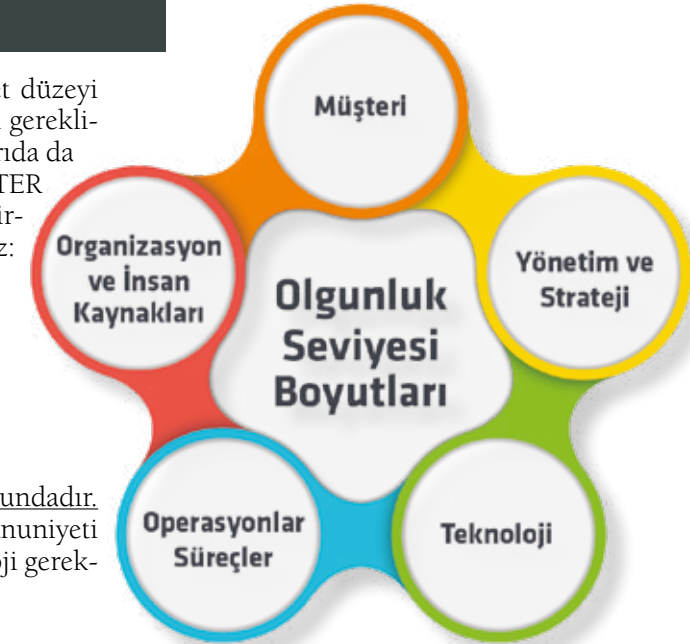 t düzeyi
gerekli-
rıda da
TER
ir-
z:
undadır.
nuniyeti
ji gerek-
Müşteri
Yönetim ve
Strateji
Teknoloji
Operasyonlar
Süreçler
Organizasyon
ve İnsan
Kaynakları
Olgunluk
Seviyesi
Boyutları